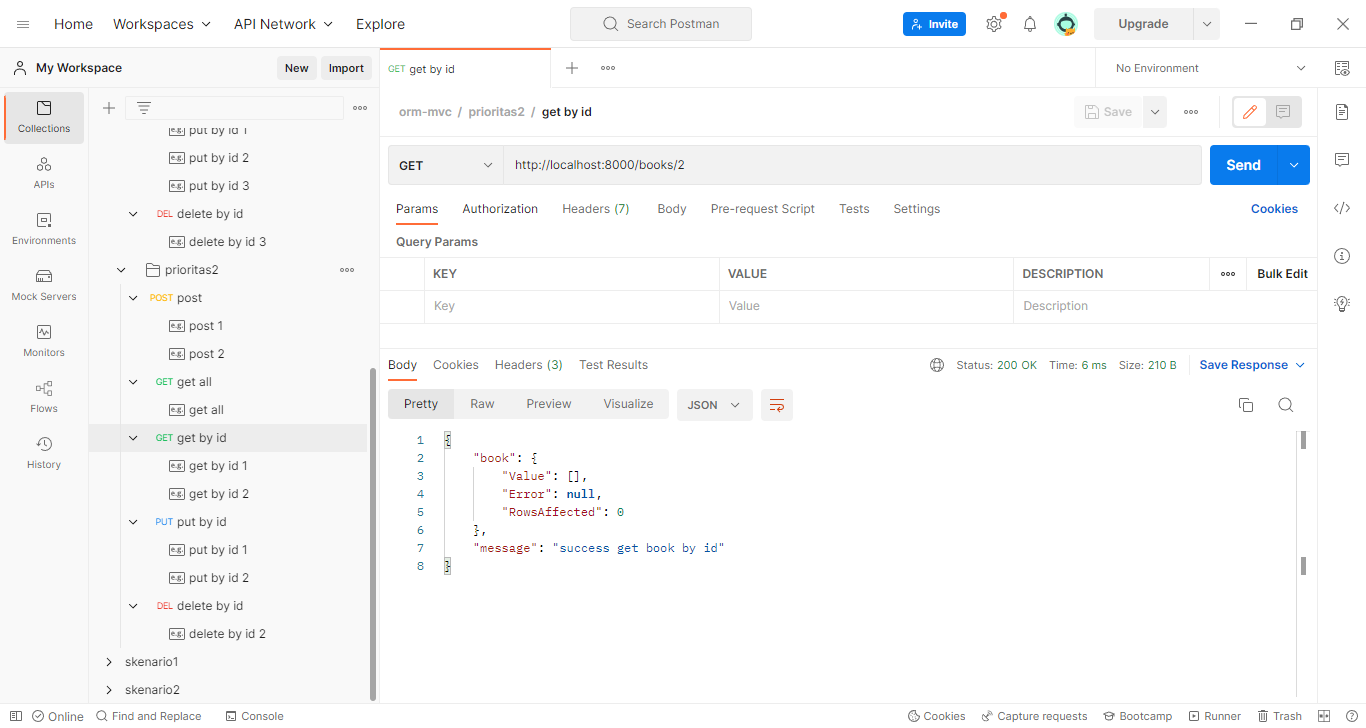 Home Workspaces API Network Explore Search Postman Invite Upgrade
My Workspace New Import GET get by id No Environment
Collections
APIs
Environments
Mock Servers
Monitors
Flows
History
put by id 1
put by id 2
put by id 3
DEL delete by id
delete by id 3
prioritas2
POST post
post 1
post 2
GET get all
get all
GET get by id
get by id 1
get by id 2
PUT put by id
put by id 1
put by id 2
DEL delete by id
delete by id 2
skenario1
skenario2
orm-mvc / prioritas2 / get by id Save
GET http://localhost:8000/books/2 Send
Params Authorization Headers (7) Body Pre-request Script Tests Settings Cookies
Query Params
KEY VALUE DESCRIPTION Bulk Edit
Key Value Description
Body Cookies Headers (3) Test Results Status: 200 OK Time: 6 ms Size: 210 B Save Response
Pretty Raw Preview Visualize JSON
1 {
2 "book": {
3 "Value": [],
4 "Error": null,
5 "RowsAffected": 0
6 },
7 "message": "success get book by id"
8 }
Online Find and Replace Console Cookies Capture requests Bootcamp Runner Trash